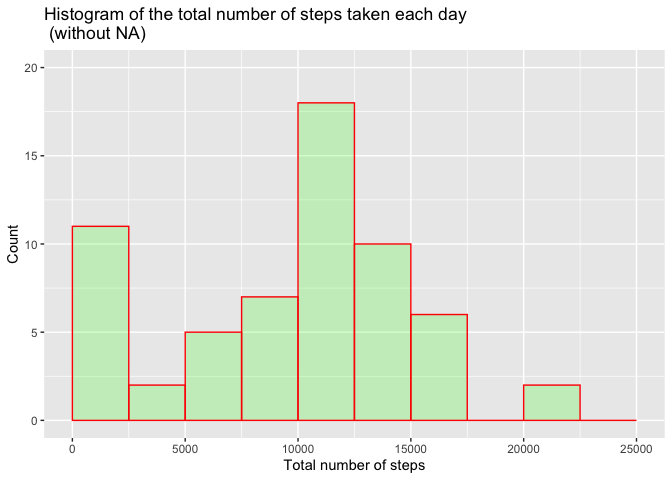 Histogram of the total number of steps taken each day
(without NA)
20
15
10
5
0
Count
0 5000 10000 15000 20000 25000
Total number of steps